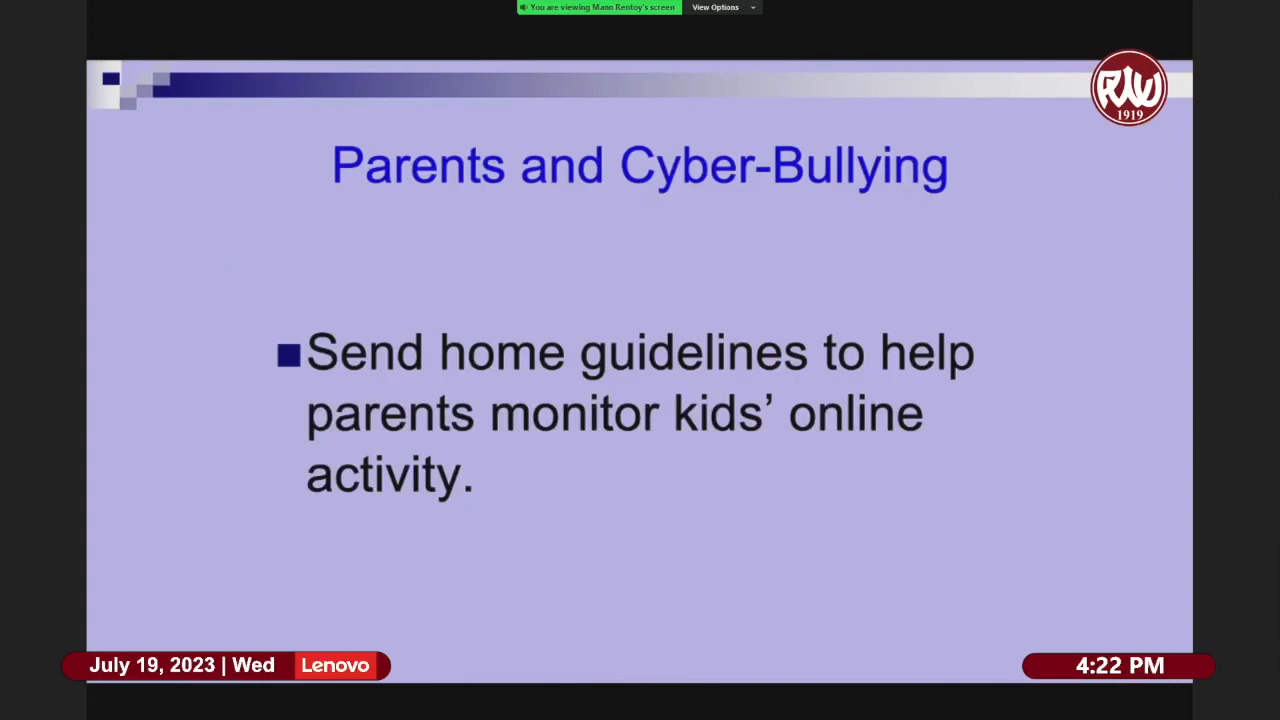 You are viewing Mann Rentoy's screen View Options
1919
Parents and Cyber-Bullying
Send home guidelines to help
parents monitor kids’ online
activity.
July 19, 2023 | Wed Lenovo
4:22 PM